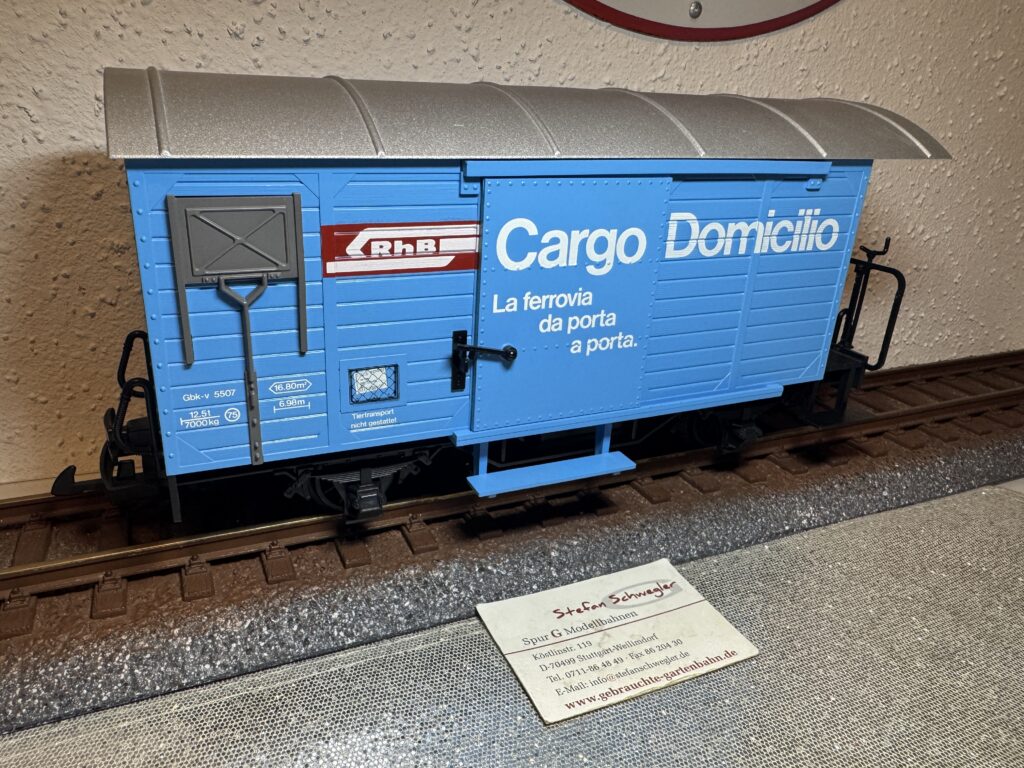 RhB
Cargo Domicilio
La ferrovia
da porta
a porta.
Gbk-v 5507
12.51
7000kg
75
16.80m²
6.98m
Tiertransport
nicht gestattet
Stefan Schwegler
Spur G Modellbahnen
Köstlinstr. 119
D-70499 Stuttgart-Weilimdorf
Tel. 0711-86 48 49 · Fax 86 204 30
E-Mail: info@stefanschwegler.de
www.gebrauchte-gartenbahn.de